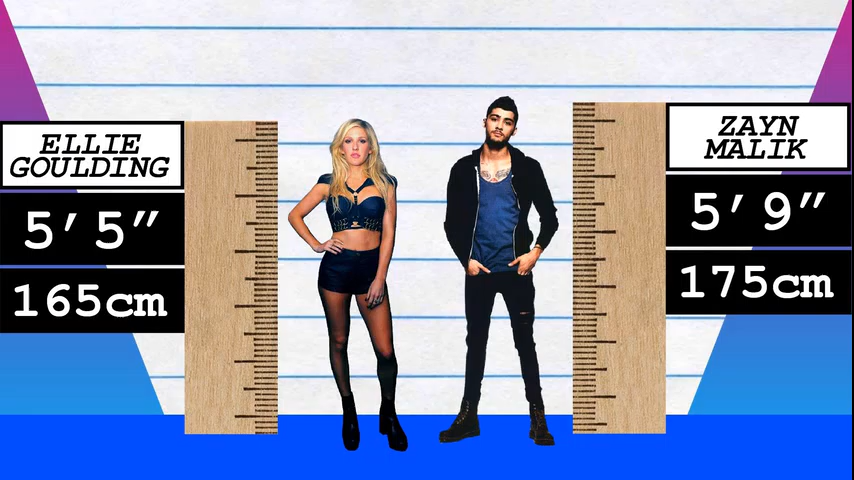 ELLIE
GOULDING
5’5”
165cm
ZAYN
MALIK
5’9”
175cm